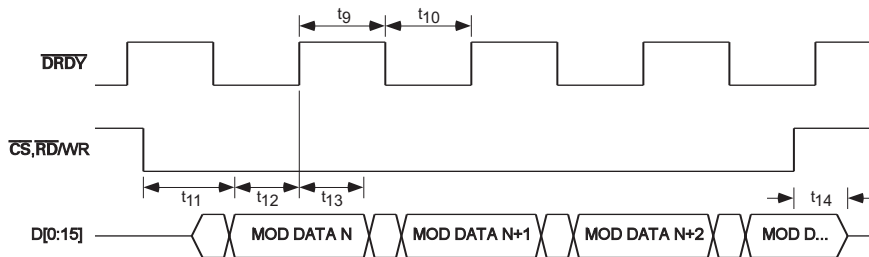 t9 t10
DRDY
CS,RD/WR
t11 t12 t13 t14
D[0:15] MOD DATA N MOD DATA N+1 MOD DATA N+2 MOD D...